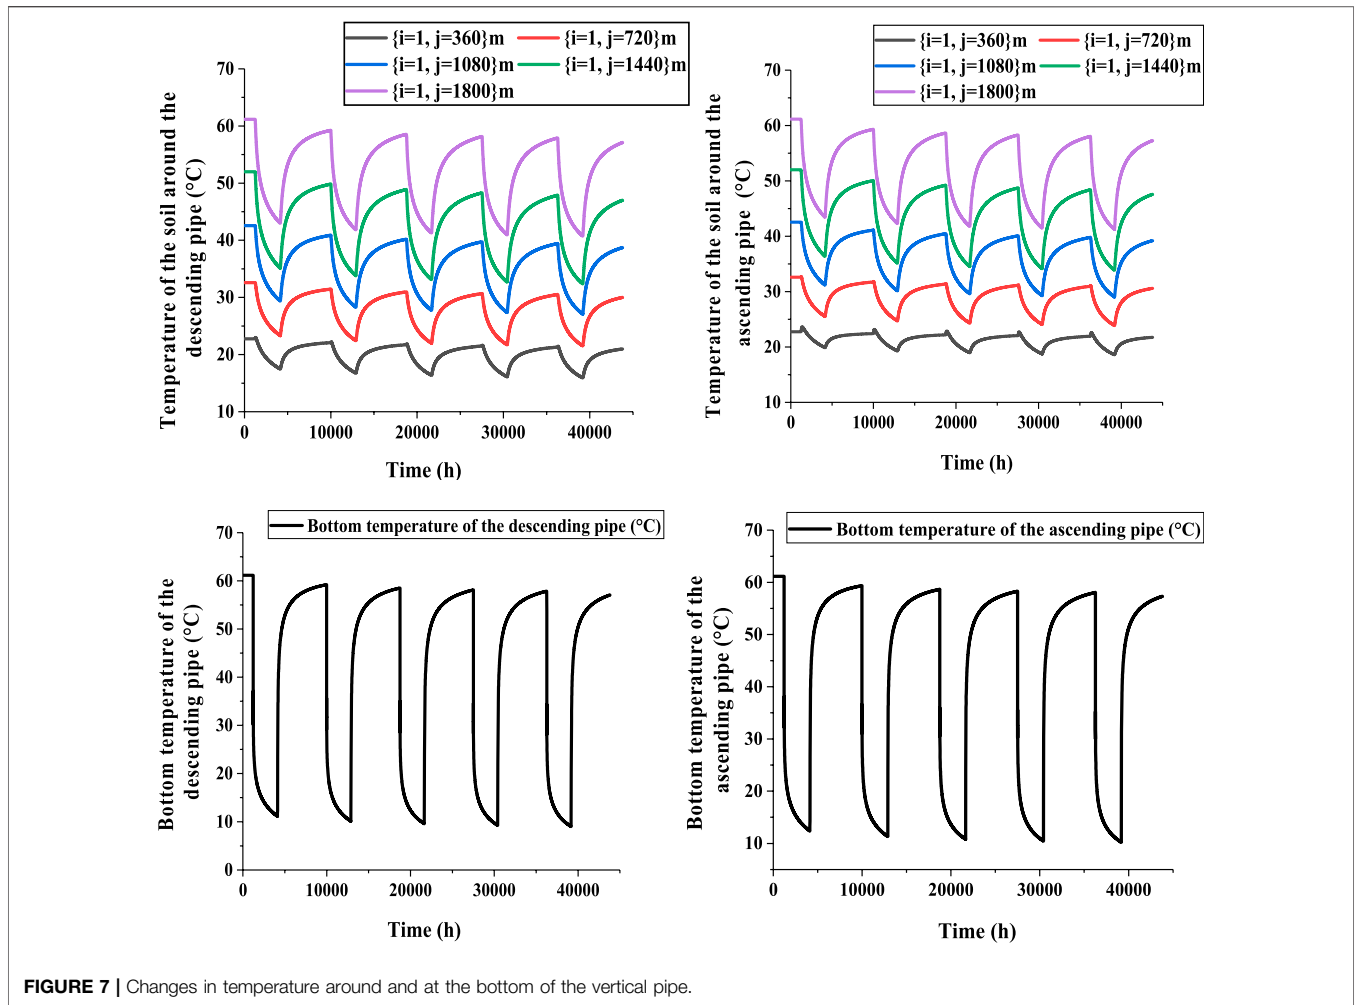 {i=1, j=360}m {i=1, j=720}m
{i=1, j=1080}m {i=1, j=1440}m
{i=1, j=1800}m
Temperature of the soil around the
descending pipe (°C)
70
60
50
40
30
20
10
0 10000 20000 30000 40000
Time (h)
{i=1, j=360}m {i=1, j=720}m
{i=1, j=1080}m {i=1, j=1440}m
{i=1, j=1800}m
Temperature of the soil around the
ascending pipe (°C)
70
60
50
40
30
20
10
0 10000 20000 30000 40000
Time (h)
Bottom temperature of the descending pipe (°C)
Bottom temperature of the
descending pipe (°C)
70
60
50
40
30
20
10
0
0 10000 20000 30000 40000
Time (h)
Bottom temperature of the ascending pipe (°C)
Bottom temperature of the
ascending pipe (°C)
70
60
50
40
30
20
10
0 10000 20000 30000 40000
Time (h)
FIGURE 7 | Changes in temperature around and at the bottom of the vertical pipe.